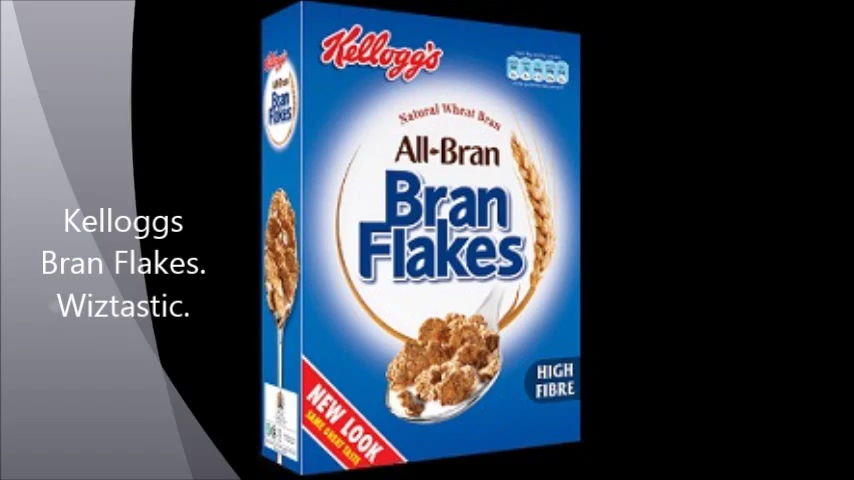 Kelloggs
Bran Flakes.
Wiztastic.
Kellogg's
Natural Wheat Bran
All-Bran
Bran
Flakes
HIGH
FIBRE
NEW LOOK
SAME GREAT TASTE
Kellogg's
All-Bran
Bran
Flakes